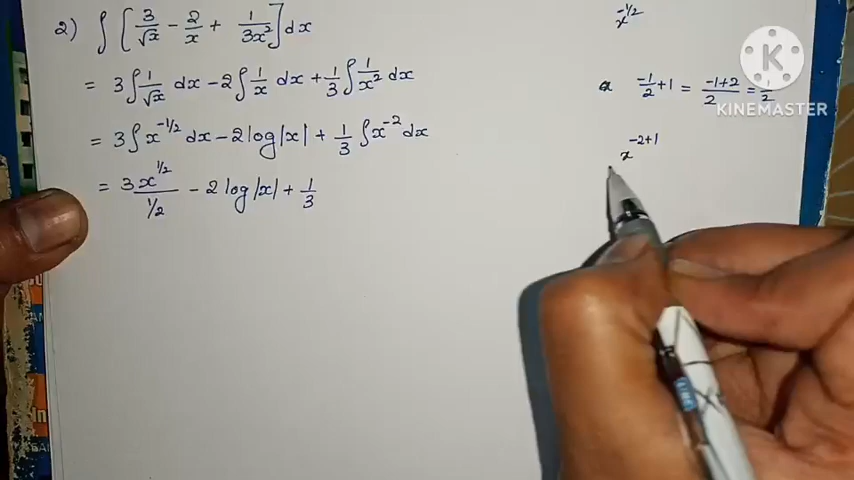 2) ∫ [3/√x - 2/x + 1/3x²] dx
= 3∫ 1/√x dx - 2∫ 1/x dx + 1/3 ∫ 1/x² dx
= 3∫ x^-1/2 dx - 2 log|x| + 1/3 ∫ x^-2 dx
= 3x^1/2 / 1/2 - 2 log|x| + 1/3
x^-1/2
-1/2 + 1 = -1+2/2 = 1/2
x^-2+1
KINEMASTER